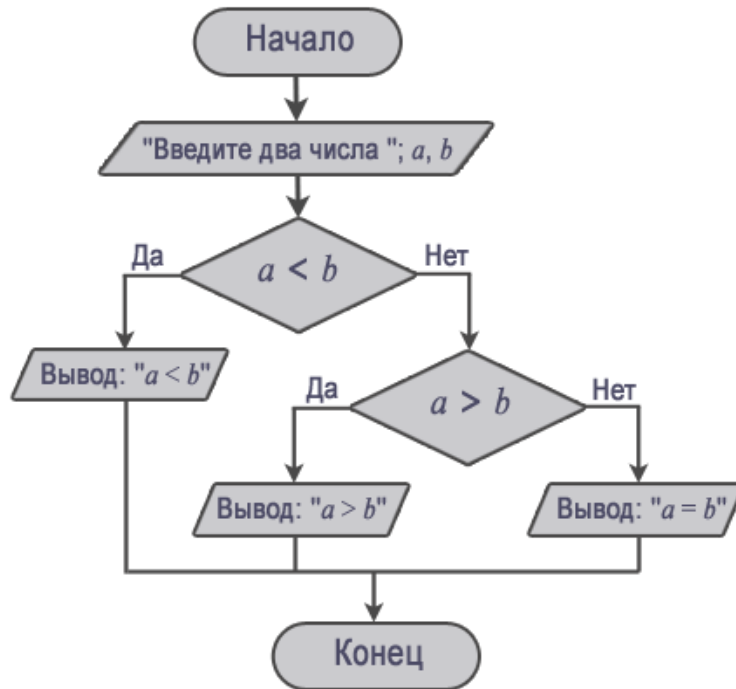 Начало
"Введите два числа "; a, b
Да
Нет
a < b
Вывод: "a < b"
Да
Нет
a > b
Вывод: "a > b"
Вывод: "a = b"
Конец